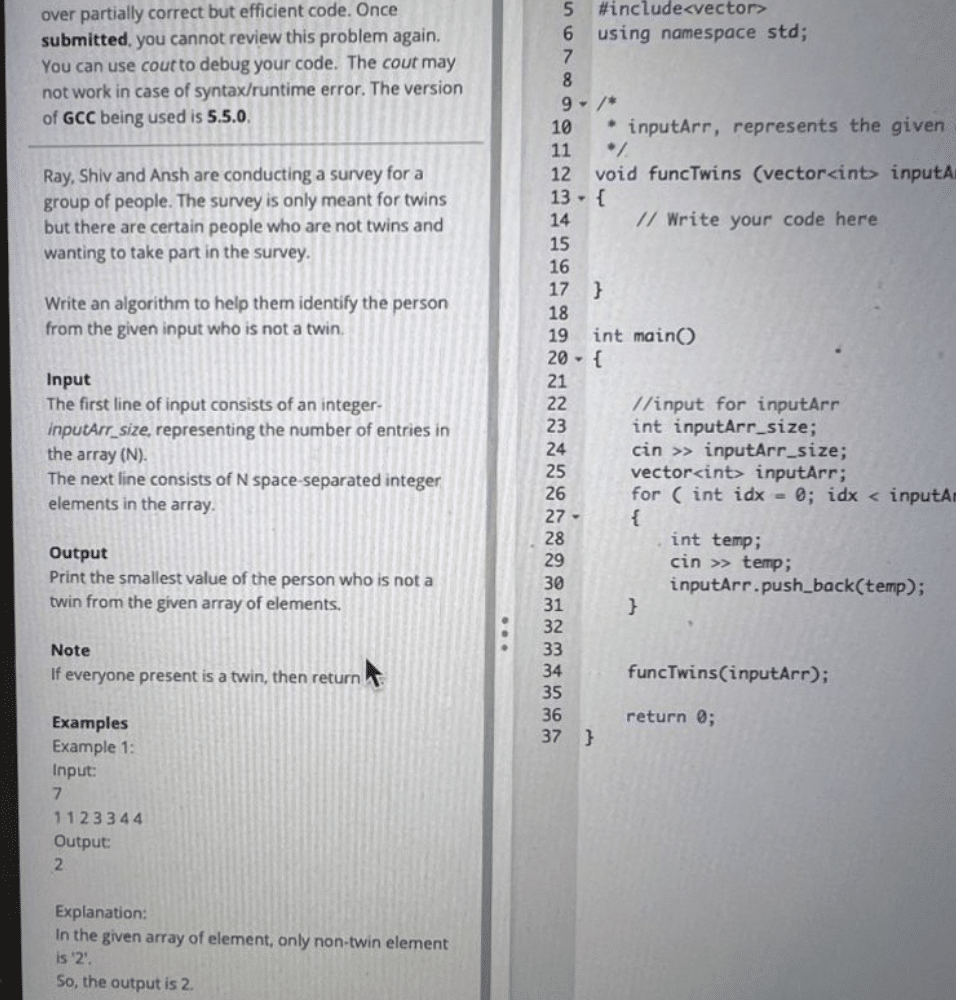 over partially correct but efficient code. Once
submitted, you cannot review this problem again.
You can use cout to debug your code. The cout may
not work in case of syntax/runtime error. The version
of GCC being used is 5.5.0.
Ray, Shiv and Ansh are conducting a survey for a
group of people. The survey is only meant for twins
but there are certain people who are not twins and
wanting to take part in the survey.
Write an algorithm to help them identify the person
from the given input who is not a twin.
Input
The first line of input consists of an integer-
inputArr_size, representing the number of entries in
the array (N).
The next line consists of N space-separated integer
elements in the array.
Output
Print the smallest value of the person who is not a
twin from the given array of elements.
Note
If everyone present is a twin, then return
Examples
Example 1:
Input:
7
1 1 2 3 3 4 4
Output:
2
Explanation:
In the given array of element, only non-twin element
is '2'.
So, the output is 2.
5 #include<vector>
6 using namespace std;
7
8
9 /*
10 * inputArr, represents the given
11 */
12 void funcTwins (vector<int> inputA
13 {
14 // Write your code here
15
16
17 }
18
19 int main()
20 {
21
22 //input for inputArr
23 int inputArr_size;
24 cin >> inputArr_size;
25 vector<int> inputArr;
26 for ( int idx = 0; idx < inputAr
27 {
28 int temp;
29 cin >> temp;
30 inputArr.push_back(temp);
31 }
32
33
34 funcTwins(inputArr);
35
36 return 0;
37 }